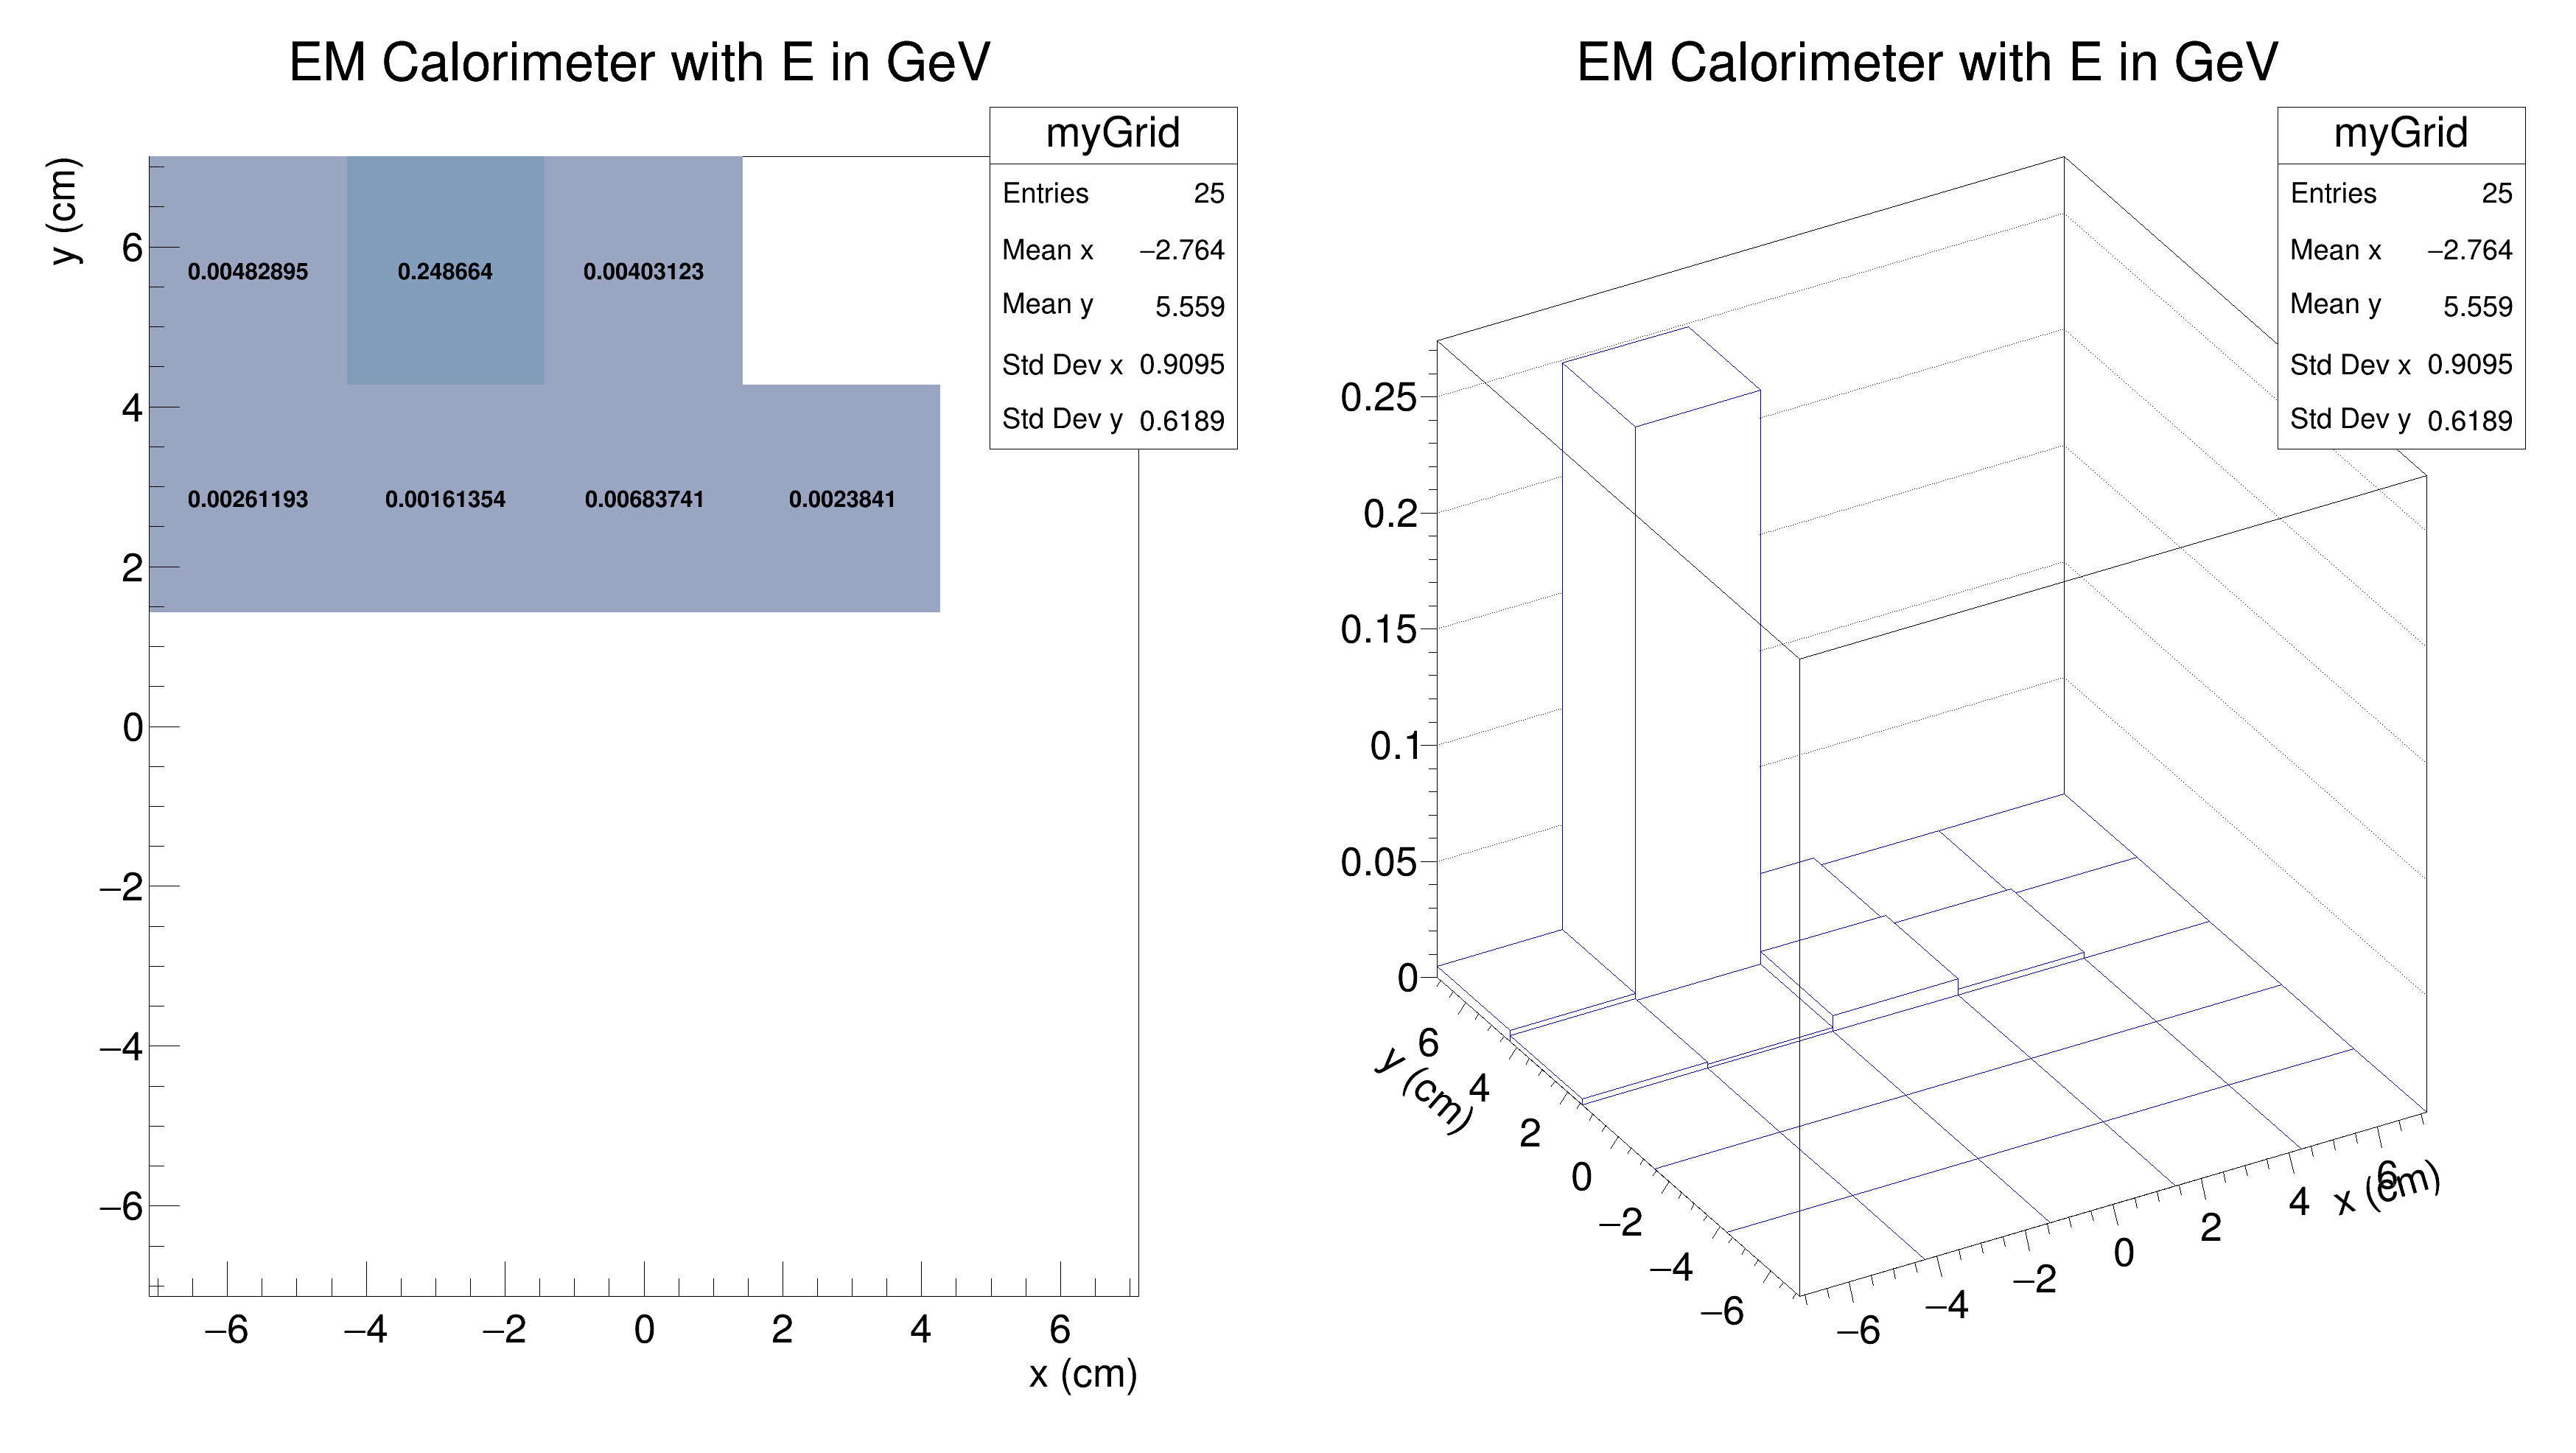 EM Calorimeter with E in GeV
myGrid
Entries 25
Mean x −2.764
Mean y 5.559
Std Dev x 0.9095
Std Dev y 0.6189
y (cm)
6
4
2
0
−2
−4
−6
0.00482895 0.248664 0.00403123
0.00261193 0.00161354 0.00683741 0.0023841
−6 −4 −2 0 2 4 6
x (cm)
EM Calorimeter with E in GeV
myGrid
Entries 25
Mean x −2.764
Mean y 5.559
Std Dev x 0.9095
Std Dev y 0.6189
0.25
0.2
0.15
0.1
0.05
0
6
4
2
0
−2
−4
−6
y (cm)
−6 −4 −2 0 2 4 6
x (cm)